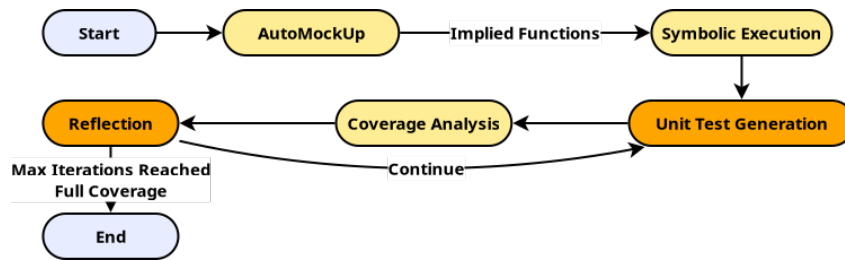 Start
AutoMockUp
Implied Functions
Symbolic Execution
Reflection
Coverage Analysis
Unit Test Generation
Max Iterations Reached
Full Coverage
Continue
End